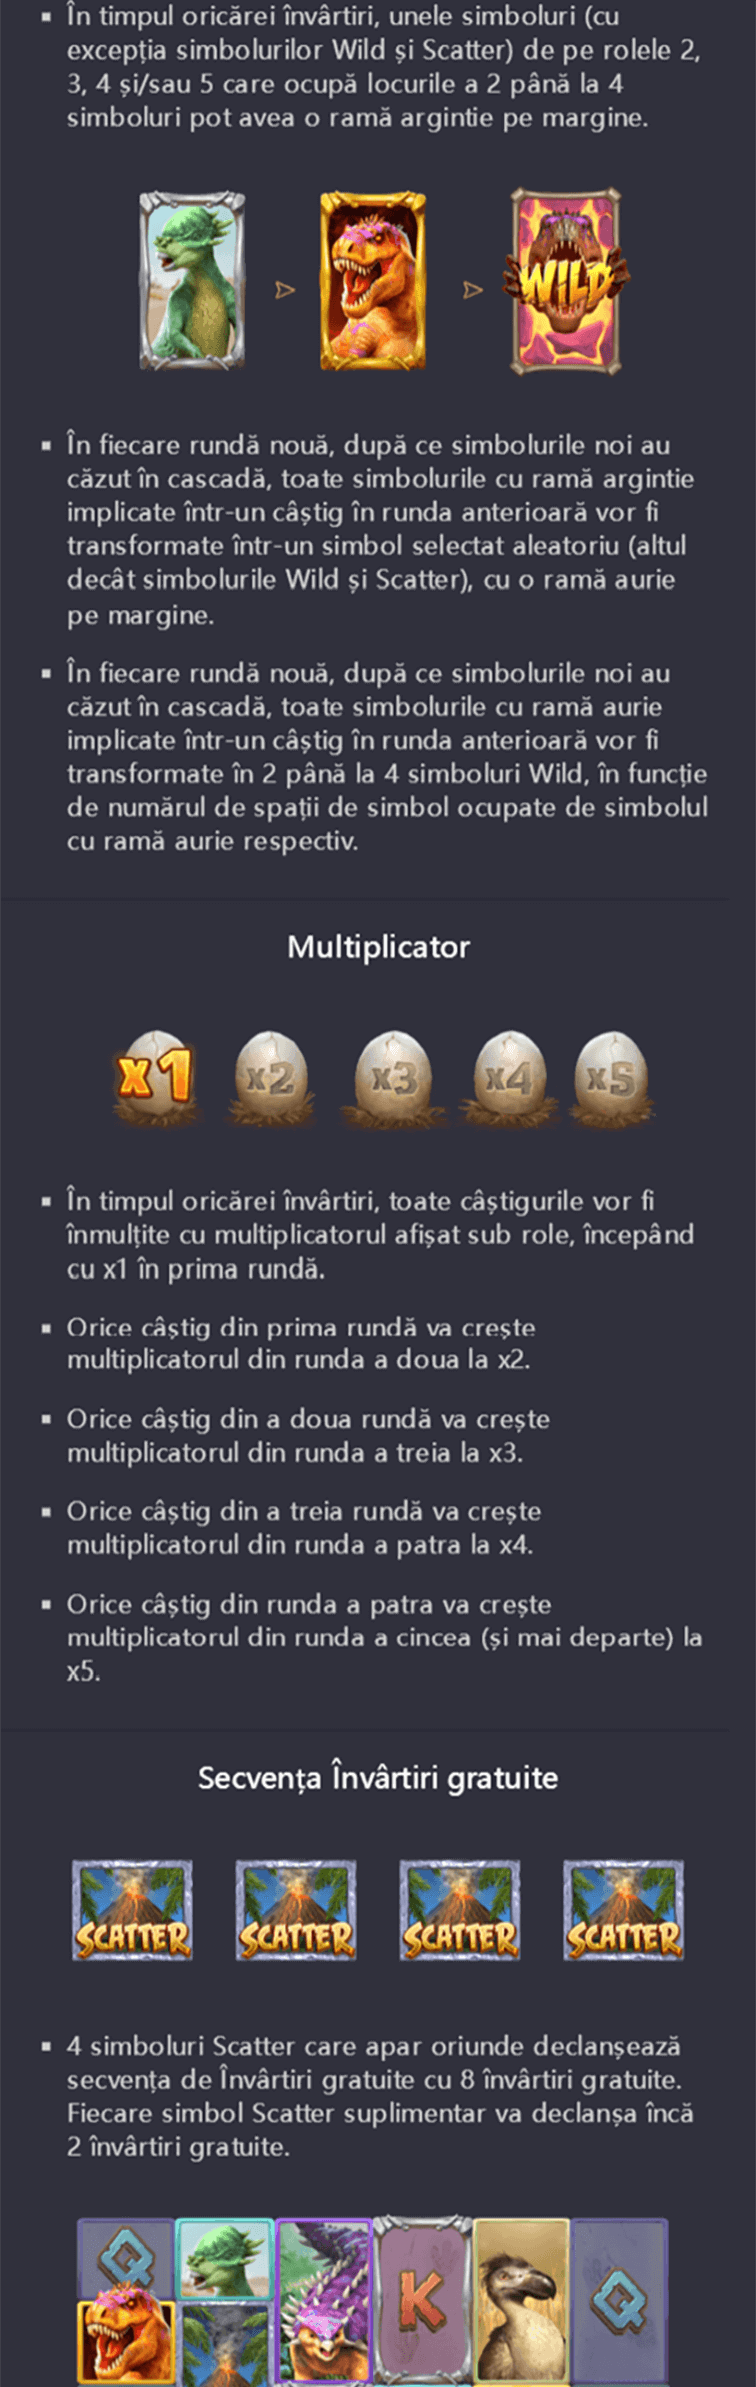 ▪ În timpul oricărei învârtiri, unele simboluri (cu
excepția simbolurilor Wild și Scatter) de pe rolele 2,
3, 4 și/sau 5 care ocupă locurile a 2 până la 4
simboluri pot avea o ramă argintie pe margine.
WILD
▪ În fiecare rundă nouă, după ce simbolurile noi au
căzut în cascadă, toate simbolurile cu ramă argintie
implicate într-un câștig în runda anterioară vor fi
transformate într-un simbol selectat aleatoriu (altul
decât simbolurile Wild și Scatter), cu o ramă aurie
pe margine.
▪ În fiecare rundă nouă, după ce simbolurile noi au
căzut în cascadă, toate simbolurile cu ramă aurie
implicate într-un câștig în runda anterioară vor fi
transformate în 2 până la 4 simboluri Wild, în funcție
de numărul de spații de simbol ocupate de simbolul
cu ramă aurie respectiv.
Multiplicator
x1 x2 x3 x4 x5
▪ În timpul oricărei învârtiri, toate câștigurile vor fi
înmulțite cu multiplicatorul afișat sub role, începând
cu x1 în prima rundă.
▪ Orice câștig din prima rundă va crește
multiplicatorul din runda a doua la x2.
▪ Orice câștig din a doua rundă va crește
multiplicatorul din runda a treia la x3.
▪ Orice câștig din a treia rundă va crește
multiplicatorul din runda a patra la x4.
▪ Orice câștig din runda a patra va crește
multiplicatorul din runda a cincea (și mai departe) la
x5.
Secvența Învârtiri gratuite
SCATTER SCATTER SCATTER SCATTER
▪ 4 simboluri Scatter care apar oriunde declanșează
secvența de Învârtiri gratuite cu 8 învârtiri gratuite.
Fiecare simbol Scatter suplimentar va declanșa încă
2 învârtiri gratuite.
Q K Q